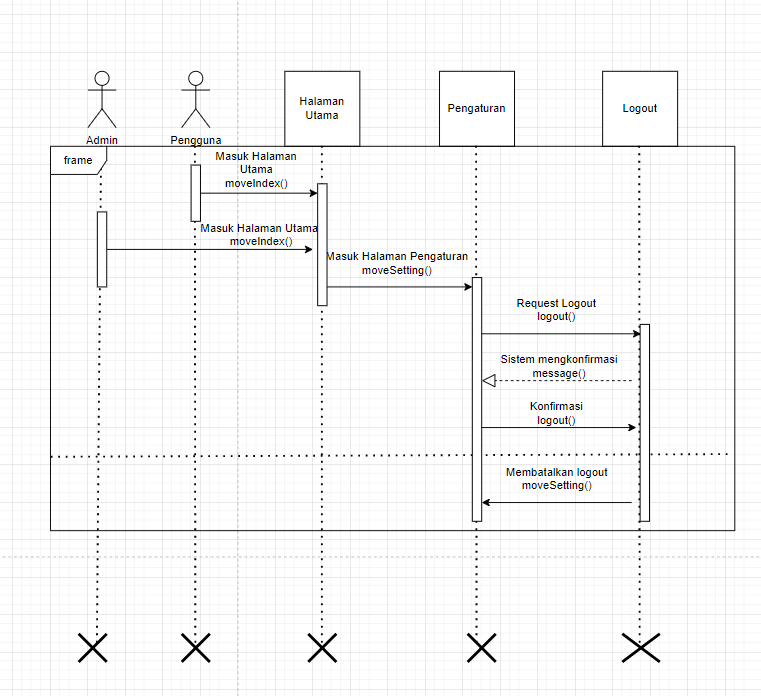 Admin
Pengguna
Halaman
Utama
Pengaturan
Logout
frame
Masuk Halaman
Utama
moveIndex()
Masuk Halaman Utama
moveIndex()
Masuk Halaman Pengaturan
moveSetting()
Request Logout
logout()
Sistem mengkonfirmasi
message()
Konfirmasi
logout()
Membatalkan logout
moveSetting()